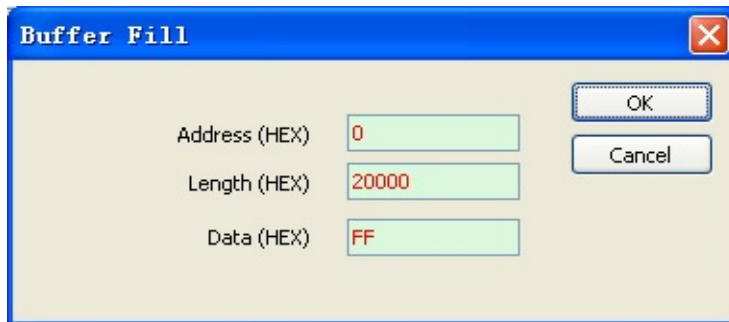 Buffer Fill
OK
Address (HEX) 0
Cancel
Length (HEX) 20000
Data (HEX) FF